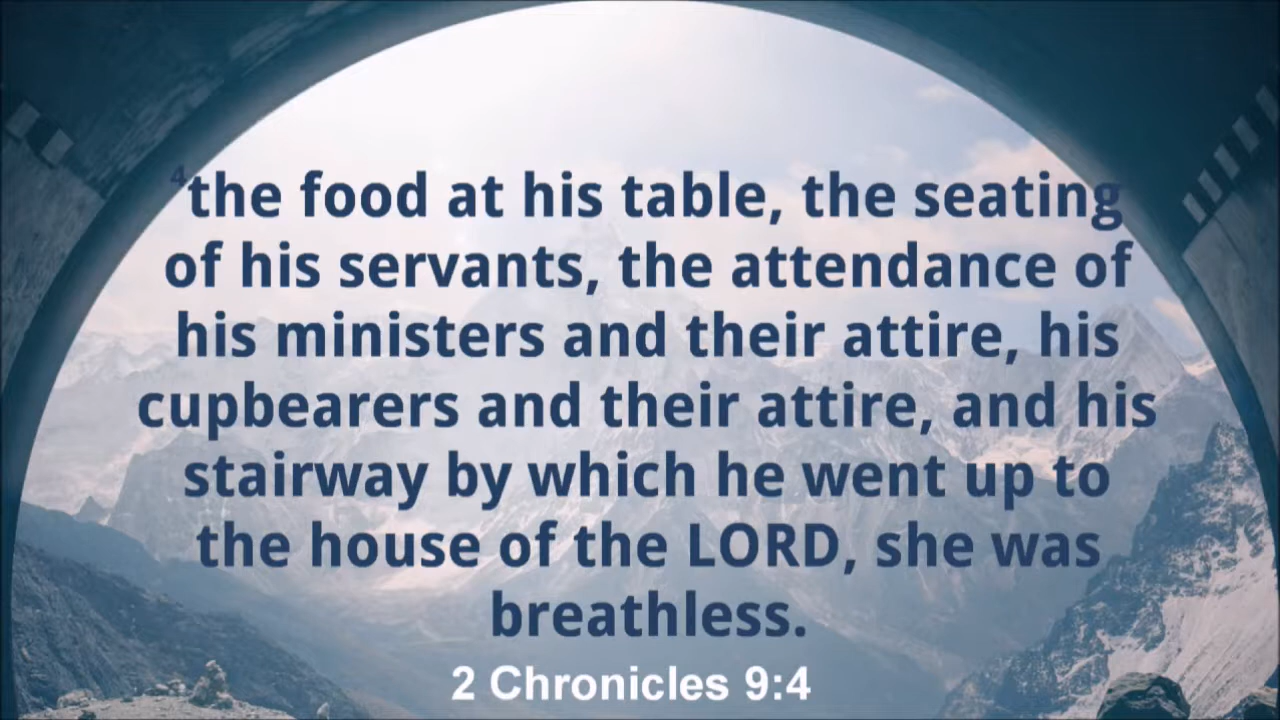 4the food at his table, the seating
of his servants, the attendance of
his ministers and their attire, his
cupbearers and their attire, and his
stairway by which he went up to
the house of the LORD, she was
breathless.
2 Chronicles 9:4